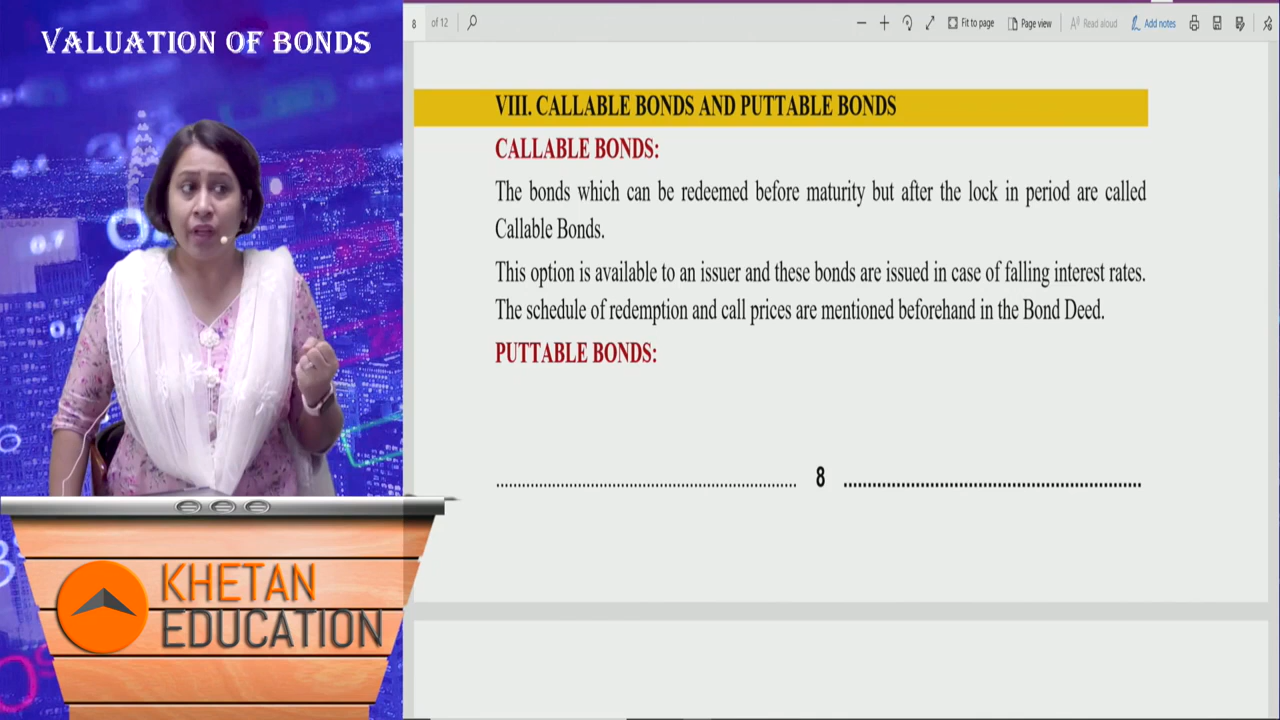 VALUATION OF BONDS
8 of 12
Fit to page
Page view
Read aloud
Add notes
VIII. CALLABLE BONDS AND PUTTABLE BONDS
CALLABLE BONDS:
The bonds which can be redeemed before maturity but after the lock in period are called
Callable Bonds.
This option is available to an issuer and these bonds are issued in case of falling interest rates.
The schedule of redemption and call prices are mentioned beforehand in the Bond Deed.
PUTTABLE BONDS:
8
KHETAN
EDUCATION